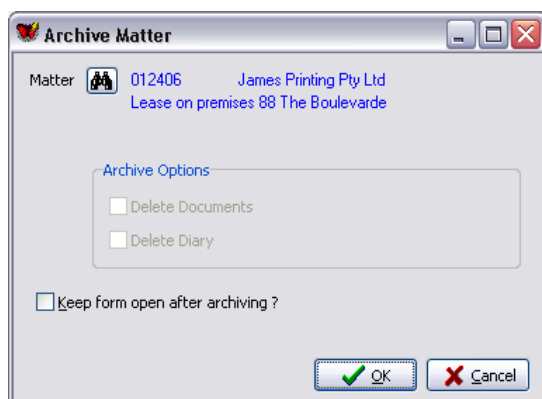 Archive Matter
Matter 012406 James Printing Pty Ltd
Lease on premises 88 The Boulevarde
Archive Options
Delete Documents
Delete Diary
Keep form open after archiving ?
OK Cancel